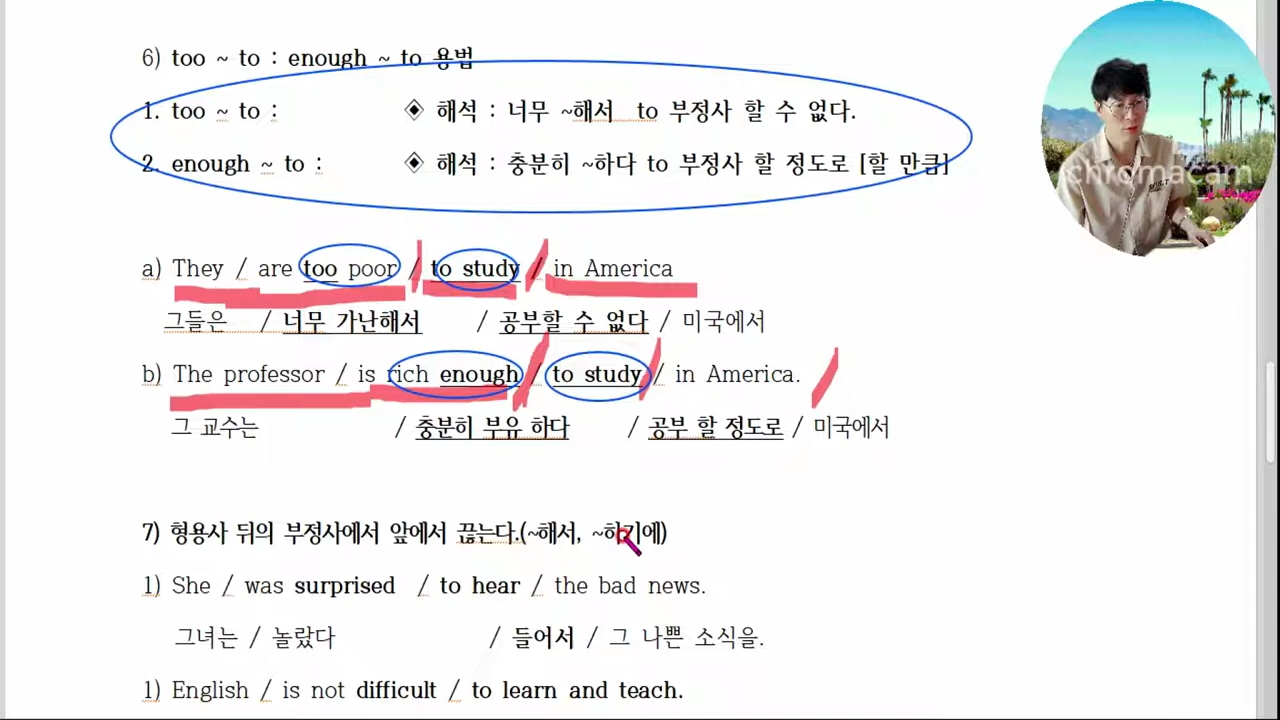 6) too ~ to : enough ~ to 용법
1. too ~ to : ◈ 해석 : 너무 ~해서 to 부정사 할 수 없다.
2. enough ~ to : ◈ 해석 : 충분히 ~하다 to 부정사 할 정도로 [할 만큼]
chromacam
a) They / are too poor / to study / in America
그들은 / 너무 가난해서 / 공부할 수 없다 / 미국에서
b) The professor / is rich enough / to study / in America.
그 교수는 / 충분히 부유 하다 / 공부 할 정도로 / 미국에서
7) 형용사 뒤의 부정사에서 앞에서 끊는다.(~해서, ~하기에)
1) She / was surprised / to hear / the bad news.
그녀는 / 놀랐다 / 들어서 / 그 나쁜 소식을.
1) English / is not difficult / to learn and teach.